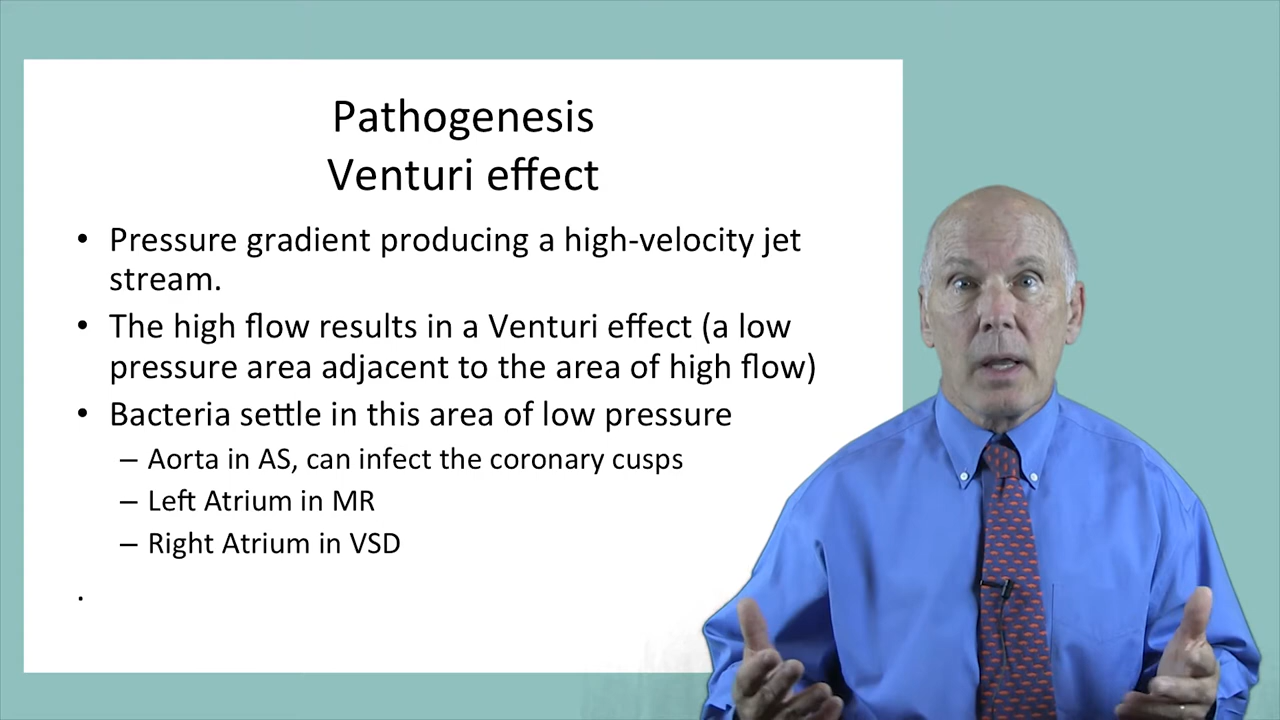 Pathogenesis
Venturi effect
• Pressure gradient producing a high-velocity jet
stream.
• The high flow results in a Venturi effect (a low
pressure area adjacent to the area of high flow)
• Bacteria settle in this area of low pressure
– Aorta in AS, can infect the coronary cusps
– Left Atrium in MR
– Right Atrium in VSD
.